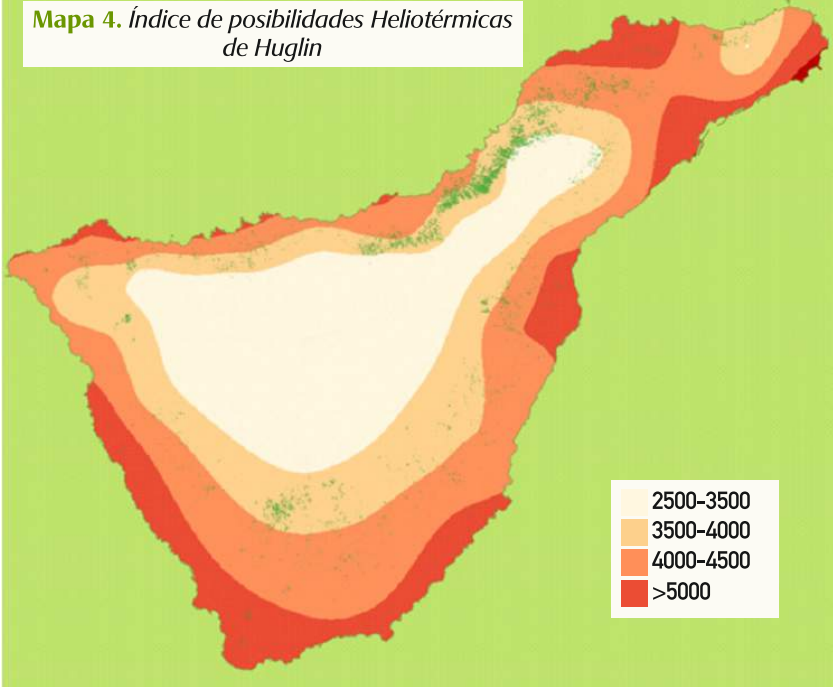 Mapa 4. Índice de posibilidades Heliotérmicas
de Huglin
2500-3500
3500-4000
4000-4500
>5000